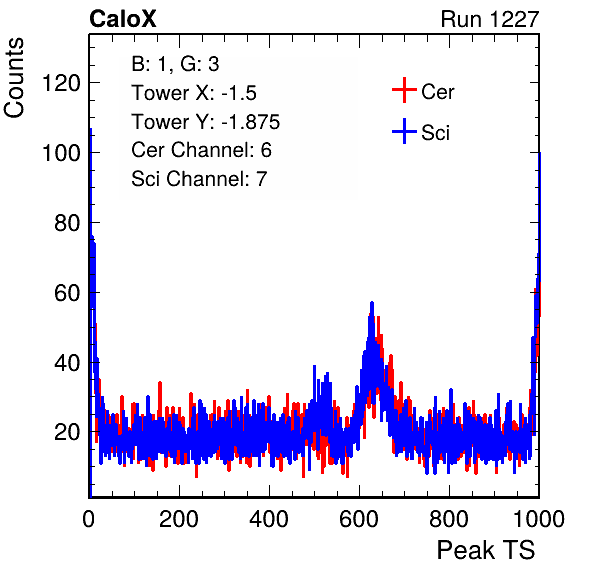 CaloX Run 1227
Counts
B: 1, G: 3
Tower X: -1.5
Tower Y: -1.875
Cer Channel: 6
Sci Channel: 7
Cer
Sci
120
100
80
60
40
20
0 200 400 600 800 1000
Peak TS